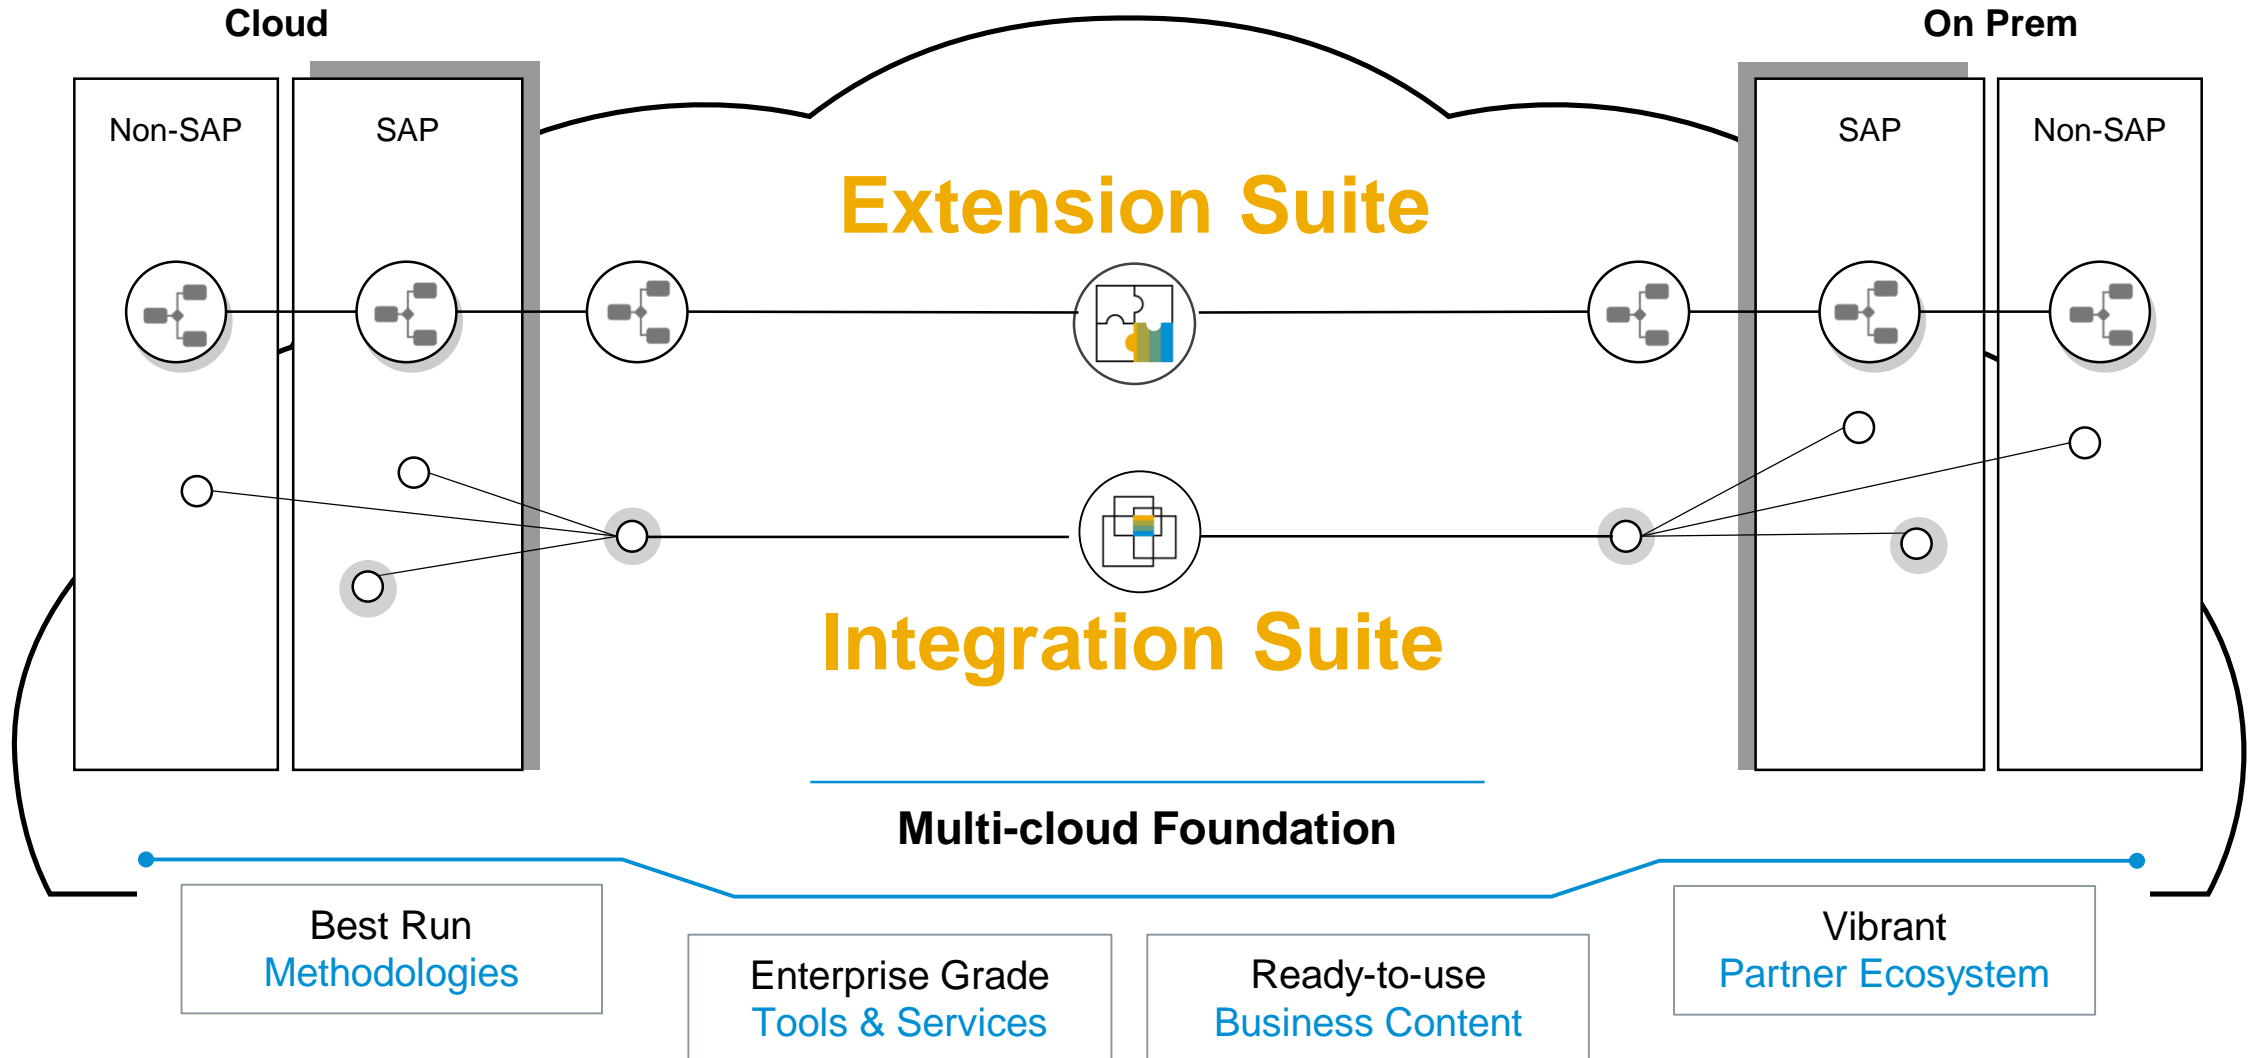 Cloud
On Prem
Non-SAP
SAP
SAP
Non-SAP
Extension Suite
Integration Suite
Multi-cloud Foundation
Best Run
Methodologies
Enterprise Grade
Tools & Services
Ready-to-use
Business Content
Vibrant
Partner Ecosystem